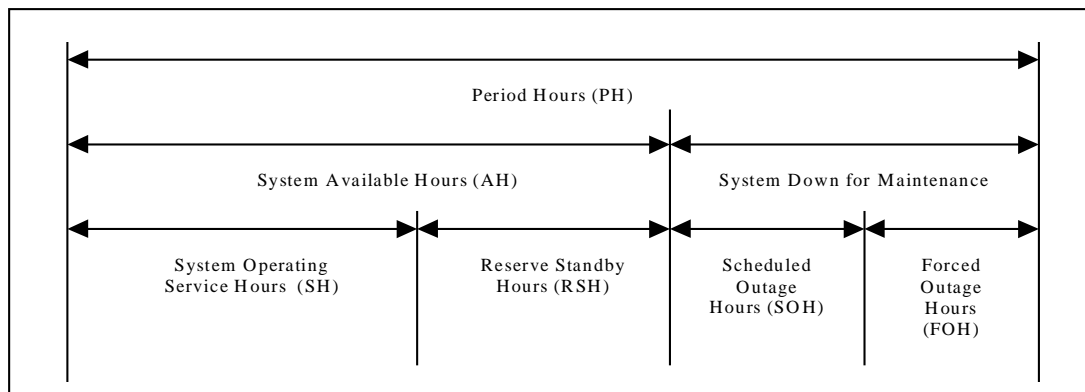 Period Hours (PH)
System Available Hours (AH)
System Down for Maintenance
System Operating
Service Hours (SH)
Reserve Standby
Hours (RSH)
Scheduled
Outage
Hours (SOH)
Forced
Outage
Hours
(FOH)